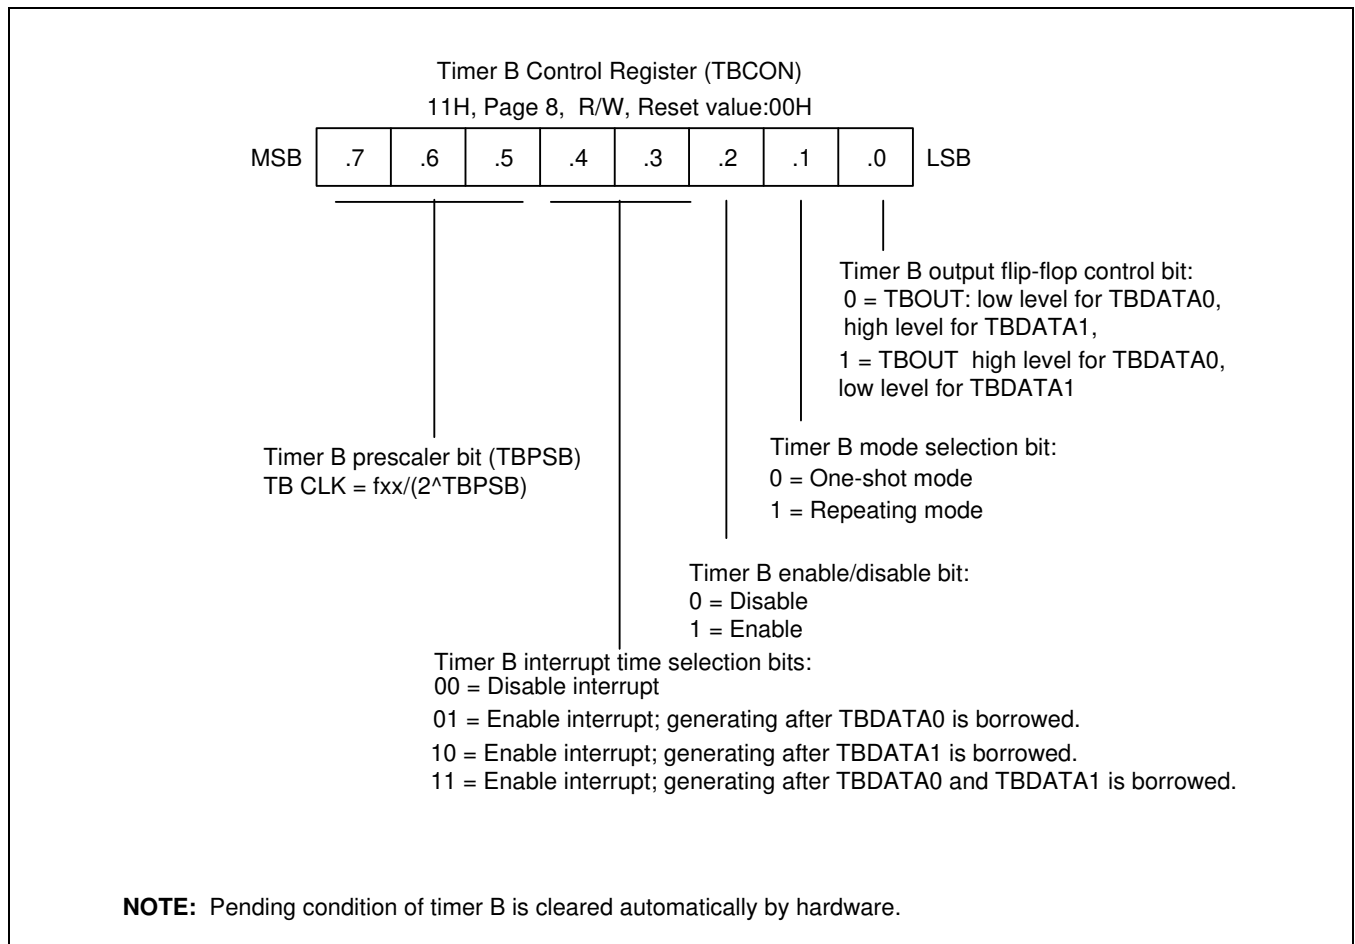 Timer B Control Register (TBCON)
11H, Page 8, R/W, Reset value:00H
MSB .7 .6 .5 .4 .3 .2 .1 .0 LSB
Timer B output flip-flop control bit:
0 = TBOUT: low level for TBDATA0,
high level for TBDATA1,
1 = TBOUT high level for TBDATA0,
low level for TBDATA1
Timer B mode selection bit:
0 = One-shot mode
1 = Repeating mode
Timer B prescaler bit (TBPSB)
TB CLK = fxx/(2^TBPSB)
Timer B enable/disable bit:
0 = Disable
1 = Enable
Timer B interrupt time selection bits:
00 = Disable interrupt
01 = Enable interrupt; generating after TBDATA0 is borrowed.
10 = Enable interrupt; generating after TBDATA1 is borrowed.
11 = Enable interrupt; generating after TBDATA0 and TBDATA1 is borrowed.
NOTE: Pending condition of timer B is cleared automatically by hardware.